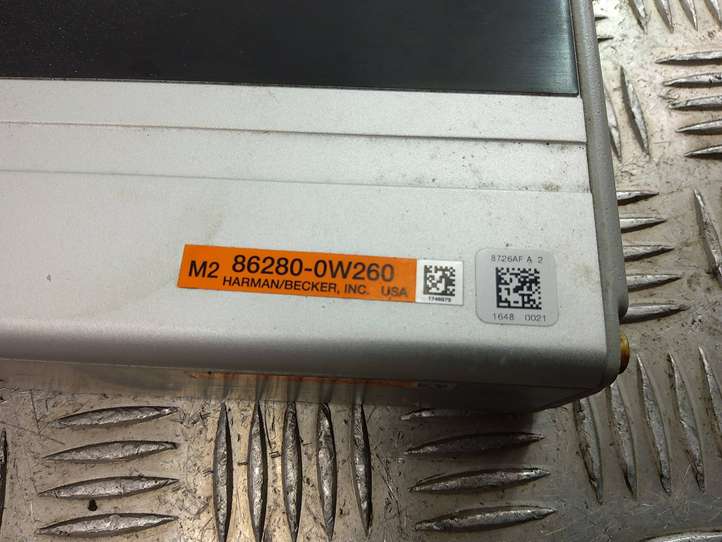 M2 86280-0W260
HARMAN/BECKER, INC. USA
8726AF A 2
1648 0021